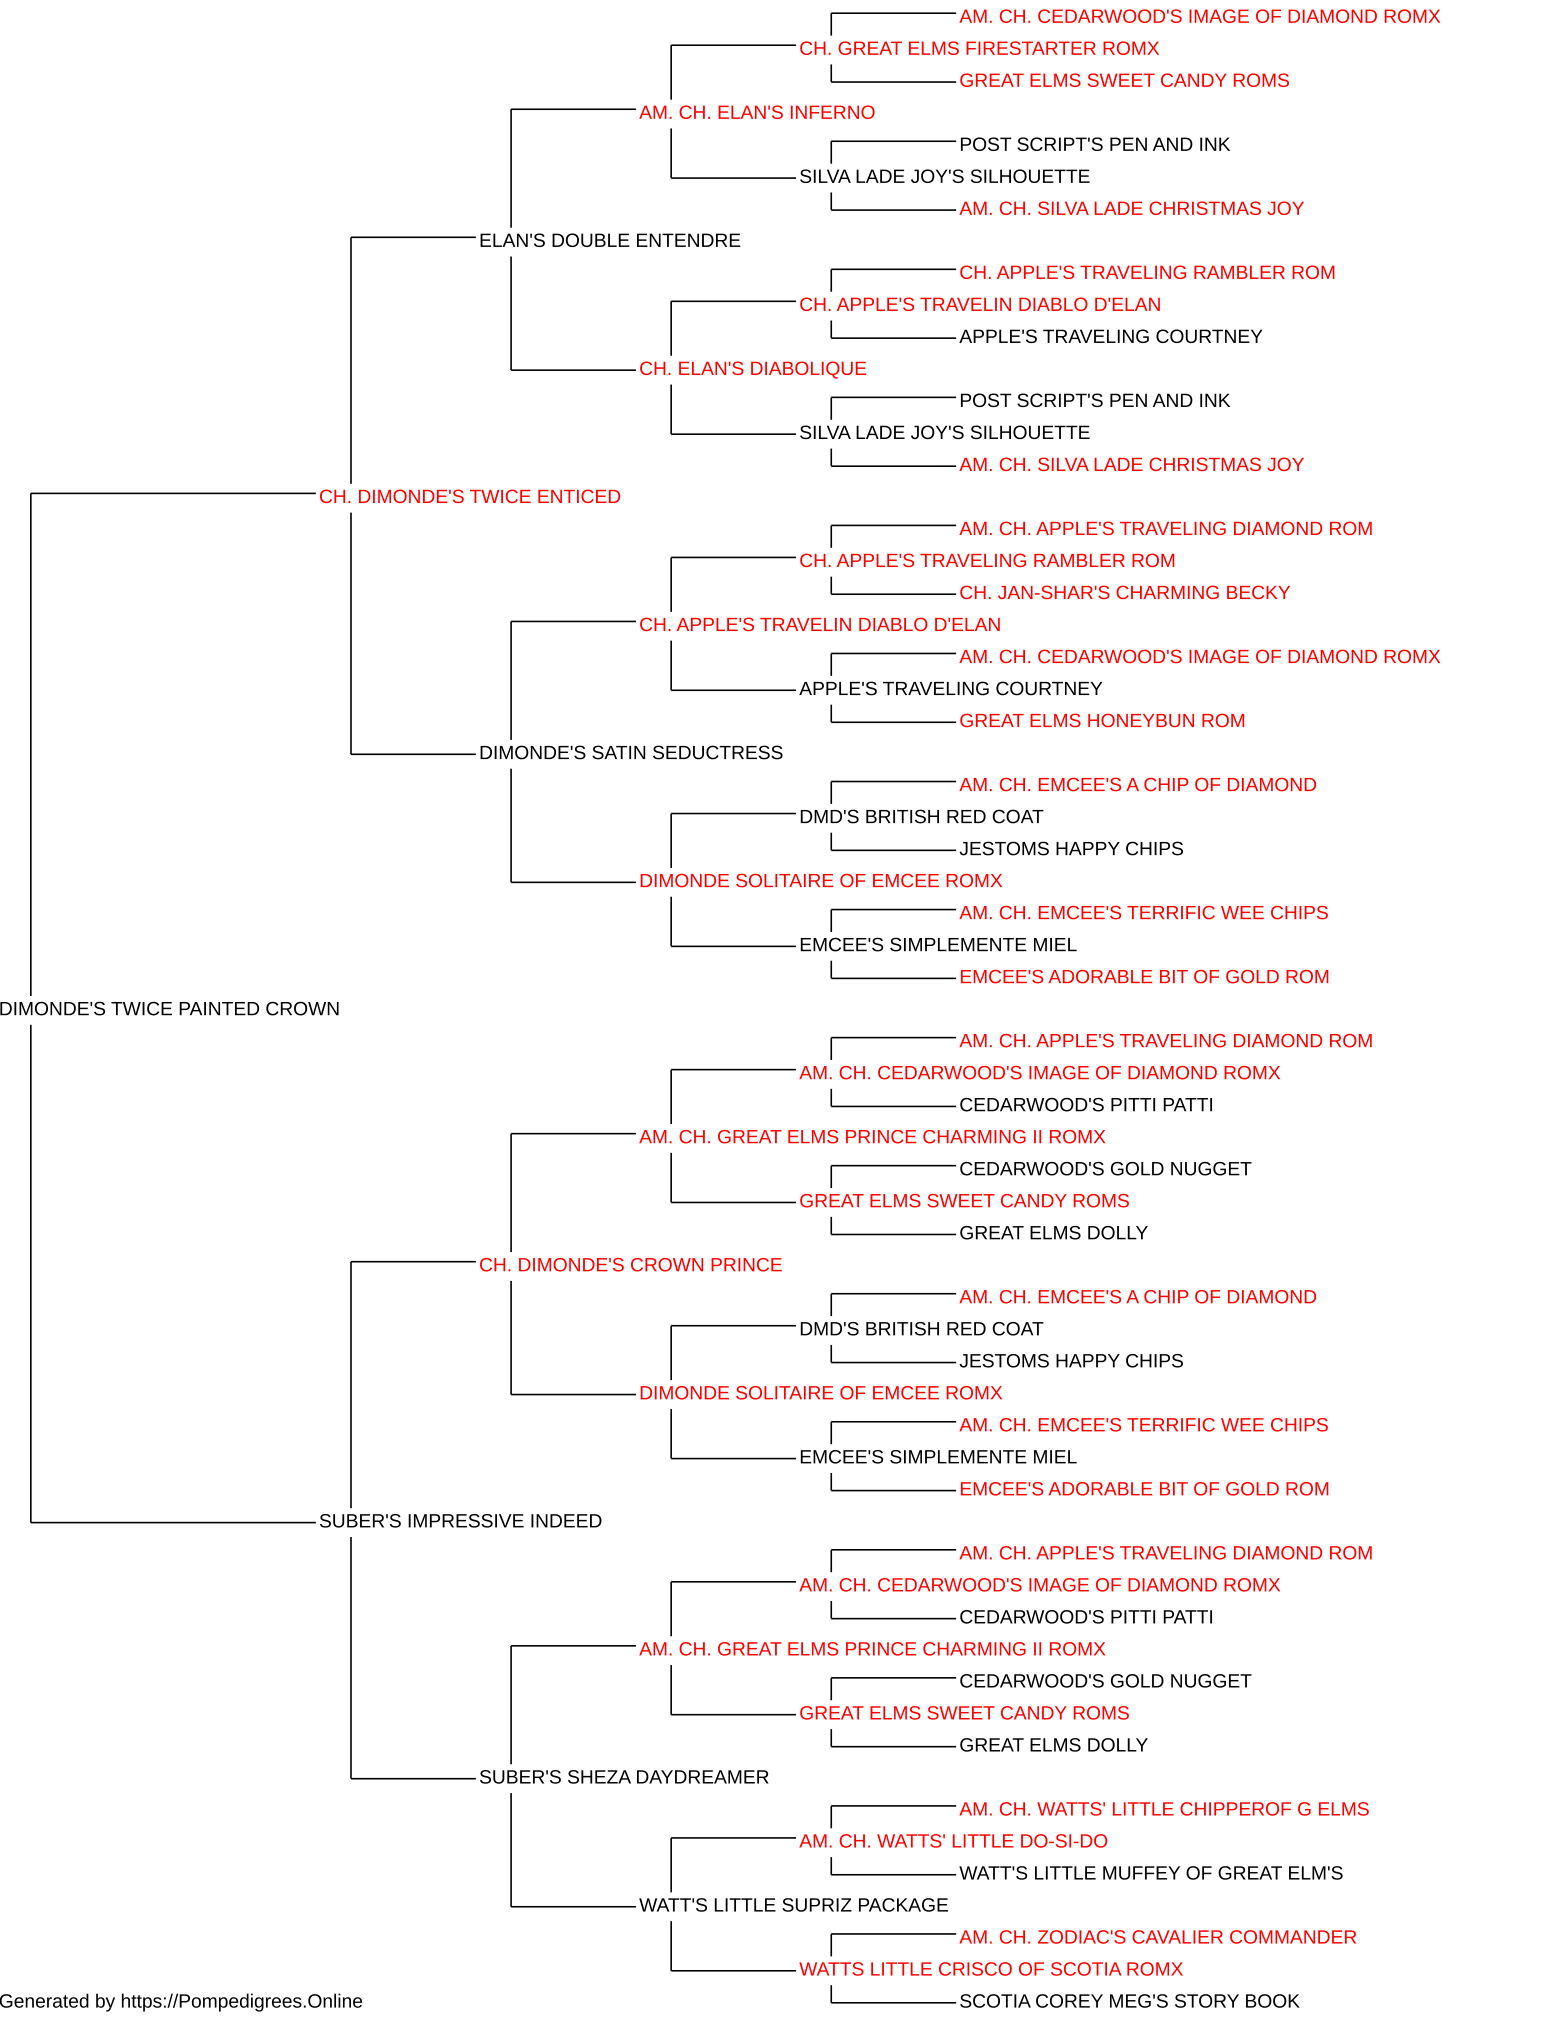 AM. CH. CEDARWOOD'S IMAGE OF DIAMOND ROMX
CH. GREAT ELMS FIRESTARTER ROMX
GREAT ELMS SWEET CANDY ROMS
AM. CH. ELAN'S INFERNO
POST SCRIPT'S PEN AND INK
SILVA LADE JOY'S SILHOUETTE
AM. CH. SILVA LADE CHRISTMAS JOY
ELAN'S DOUBLE ENTENDRE
CH. APPLE'S TRAVELING RAMBLER ROM
CH. APPLE'S TRAVELIN DIABLO D'ELAN
APPLE'S TRAVELING COURTNEY
CH. ELAN'S DIABOLIQUE
POST SCRIPT'S PEN AND INK
SILVA LADE JOY'S SILHOUETTE
AM. CH. SILVA LADE CHRISTMAS JOY
CH. DIMONDE'S TWICE ENTICED
AM. CH. APPLE'S TRAVELING DIAMOND ROM
CH. APPLE'S TRAVELING RAMBLER ROM
CH. JAN-SHAR'S CHARMING BECKY
CH. APPLE'S TRAVELIN DIABLO D'ELAN
AM. CH. CEDARWOOD'S IMAGE OF DIAMOND ROMX
APPLE'S TRAVELING COURTNEY
GREAT ELMS HONEYBUN ROM
DIMONDE'S SATIN SEDUCTRESS
AM. CH. EMCEE'S A CHIP OF DIAMOND
DMD'S BRITISH RED COAT
JESTOMS HAPPY CHIPS
DIMONDE SOLITAIRE OF EMCEE ROMX
AM. CH. EMCEE'S TERRIFIC WEE CHIPS
EMCEE'S SIMPLEMENTE MIEL
EMCEE'S ADORABLE BIT OF GOLD ROM
DIMONDE'S TWICE PAINTED CROWN
AM. CH. APPLE'S TRAVELING DIAMOND ROM
AM. CH. CEDARWOOD'S IMAGE OF DIAMOND ROMX
CEDARWOOD'S PITTI PATTI
AM. CH. GREAT ELMS PRINCE CHARMING II ROMX
CEDARWOOD'S GOLD NUGGET
GREAT ELMS SWEET CANDY ROMS
GREAT ELMS DOLLY
CH. DIMONDE'S CROWN PRINCE
AM. CH. EMCEE'S A CHIP OF DIAMOND
DMD'S BRITISH RED COAT
JESTOMS HAPPY CHIPS
DIMONDE SOLITAIRE OF EMCEE ROMX
AM. CH. EMCEE'S TERRIFIC WEE CHIPS
EMCEE'S SIMPLEMENTE MIEL
EMCEE'S ADORABLE BIT OF GOLD ROM
SUBER'S IMPRESSIVE INDEED
AM. CH. APPLE'S TRAVELING DIAMOND ROM
AM. CH. CEDARWOOD'S IMAGE OF DIAMOND ROMX
CEDARWOOD'S PITTI PATTI
AM. CH. GREAT ELMS PRINCE CHARMING II ROMX
CEDARWOOD'S GOLD NUGGET
GREAT ELMS SWEET CANDY ROMS
GREAT ELMS DOLLY
SUBER'S SHEZA DAYDREAMER
AM. CH. WATTS' LITTLE CHIPPEROF G ELMS
AM. CH. WATTS' LITTLE DO-SI-DO
WATT'S LITTLE MUFFEY OF GREAT ELM'S
WATT'S LITTLE SUPRIZ PACKAGE
AM. CH. ZODIAC'S CAVALIER COMMANDER
WATTS LITTLE CRISCO OF SCOTIA ROMX
SCOTIA COREY MEG'S STORY BOOK
Generated by https://Pompedigrees.Online